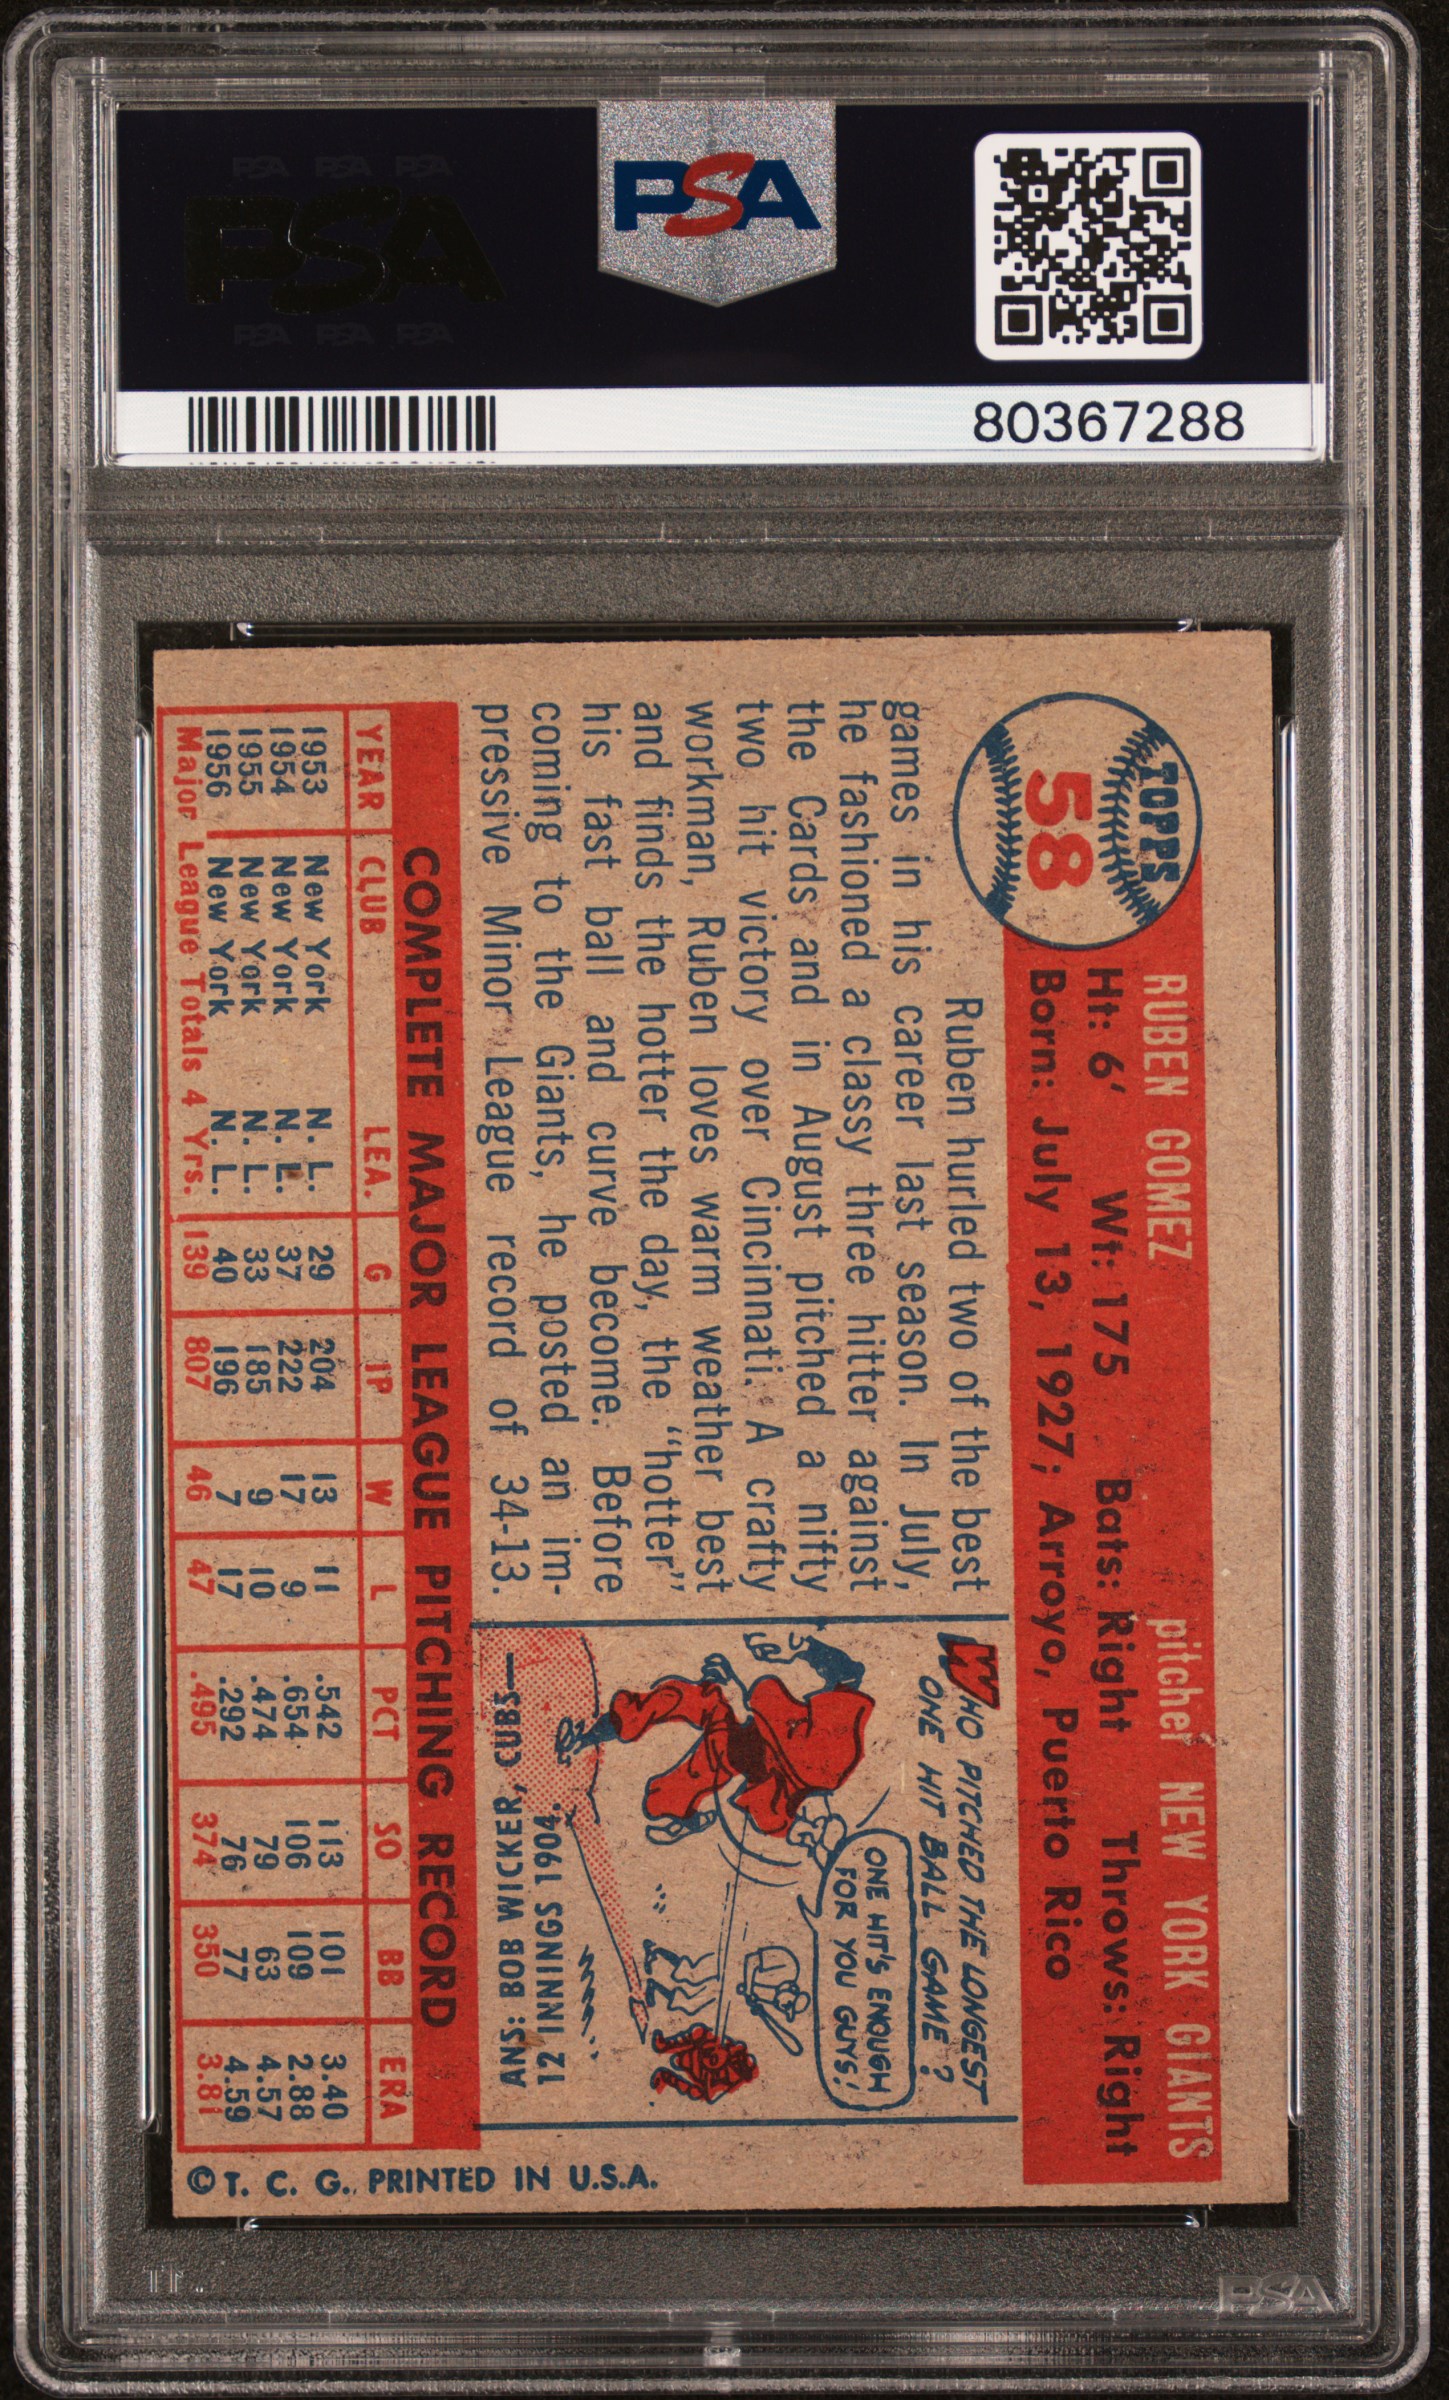 PSA PSA PSA
PSA
PSA PSA PSA
PSA
80367288
TOPPS
58
RUBEN GOMEZ pitcher NEW YORK GIANTS
Ht: 6' Wt: 175 Bats: Right Throws: Right
Born: July 13, 1927; Arroyo, Puerto Rico
Ruben hurled two of the best
games in his career last season. In July,
he fashioned a classy three hitter against
the Cards and in August pitched a nifty
two hit victory over Cincinnati. A crafty
workman, Ruben loves warm weather best
and finds the hotter the day, the "hotter"
his fast ball and curve become. Before
coming to the Giants, he posted an im-
pressive Minor League record of 34-13.
WHO PITCHED THE LONGEST
ONE HIT BALL GAME?
ONE HIT'S ENOUGH
FOR YOU GUYS!
12 INNINGS 1904.
ANS: BOB WICKER, CUBS—
COMPLETE MAJOR LEAGUE PITCHING RECORD
YEAR CLUB LEA. G IP W L PCT SO BB ERA
1953 New York N. L. 29 204 13 11 .542 113 101 3.40
1954 New York N. L. 37 222 17 9 .654 106 109 2.88
1955 New York N. L. 33 185 9 10 .474 79 63 4.57
1956 New York N. L. 40 196 7 17 .292 76 77 4.59
Major League Totals 4 Yrs. 139 807 46 47 .495 374 350 3.81
© T. C. G. PRINTED IN U.S.A.
PSA